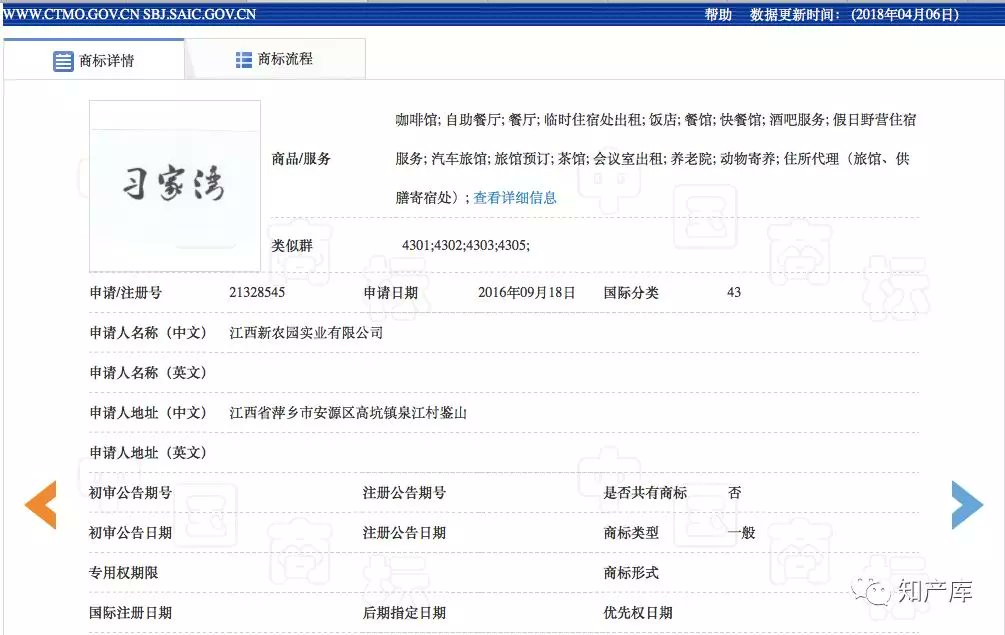 WWW.CTMO.GOV.CN SBJ.SAIC.GOV.CN 帮助 数据更新时间： (2018年04月06日)
商标详情 商标流程
习家湾
商品/服务
咖啡馆; 自助餐厅; 餐厅; 临时住宿处出租; 饭店; 餐馆; 快餐馆; 酒吧服务; 假日野营住宿
服务; 汽车旅馆; 旅馆预订; 茶馆; 会议室出租; 养老院; 动物寄养; 住所代理（旅馆、供
膳寄宿处）; 查看详细信息
类似群 4301;4302;4303;4305;
申请/注册号 21328545 申请日期 2016年09月18日 国际分类 43
申请人名称（中文） 江西新农园实业有限公司
申请人名称（英文）
申请人地址（中文） 江西省萍乡市安源区高坑镇泉江村鉴山
申请人地址（英文）
初审公告期号 注册公告期号 是否共有商标 否
初审公告日期 注册公告日期 商标类型 一般
专用权期限 商标形式
国际注册日期 后期指定日期 优先权日期
知产库
中国商标
中国商标